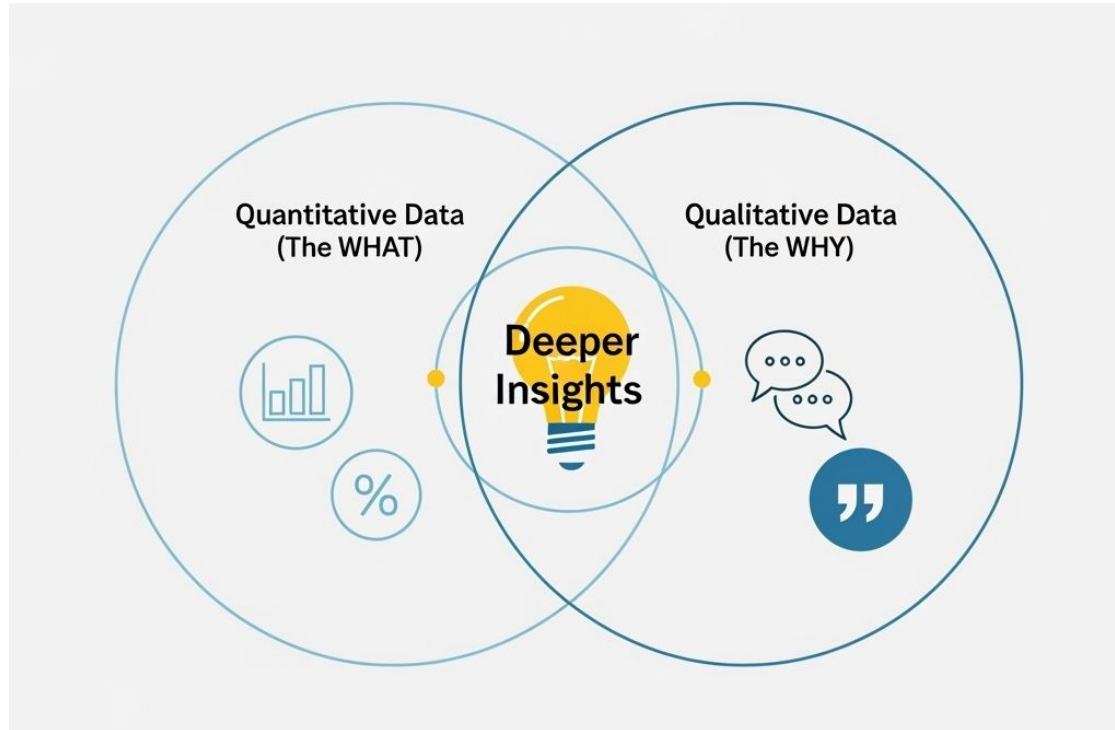 Quantitative Data
(The WHAT)
Qualitative Data
(The WHY)
Deeper
Insights
%
”